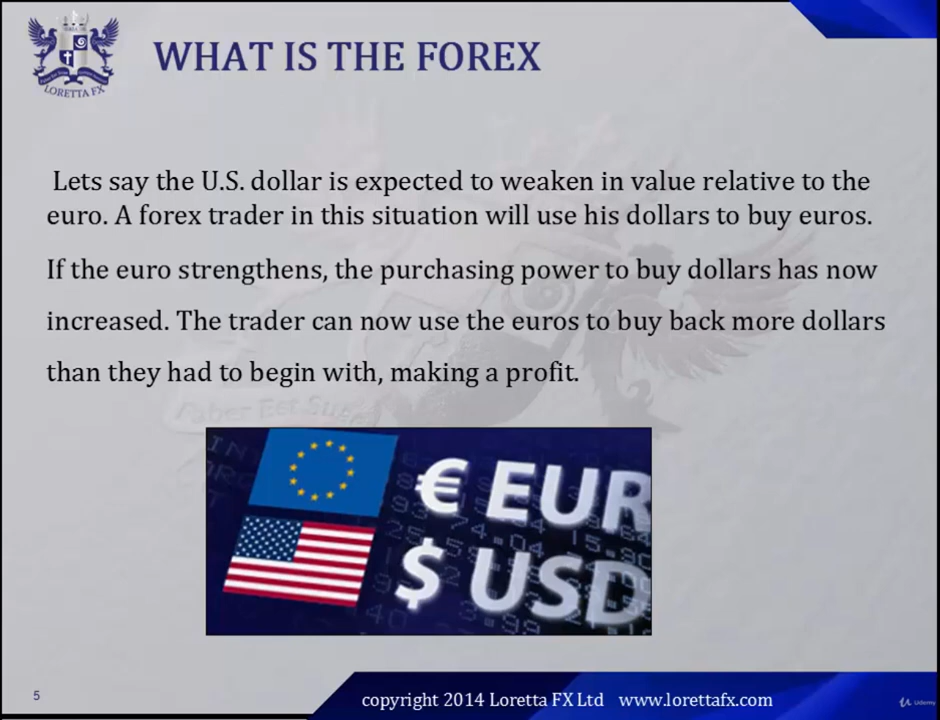 WHAT IS THE FOREX
LORETTA FX
Lets say the U.S. dollar is expected to weaken in value relative to the
euro. A forex trader in this situation will use his dollars to buy euros.
If the euro strengthens, the purchasing power to buy dollars has now
increased. The trader can now use the euros to buy back more dollars
than they had to begin with, making a profit.
Faber Est Suae
€ EUR
$ USD
5
copyright 2014 Loretta FX Ltd www.lorettafx.com
Udemy